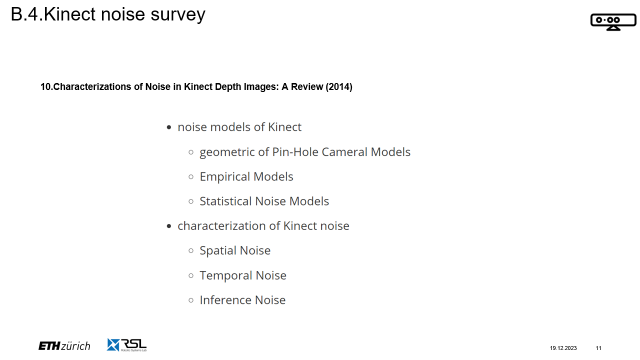 B.4.Kinect noise survey
10.Characterizations of Noise in Kinect Depth Images: A Review (2014)
• noise models of Kinect
○ geometric of Pin-Hole Cameral Models
○ Empirical Models
○ Statistical Noise Models
• characterization of Kinect noise
○ Spatial Noise
○ Temporal Noise
○ Inference Noise
ETH zürich
RSL
19.12.2023
11